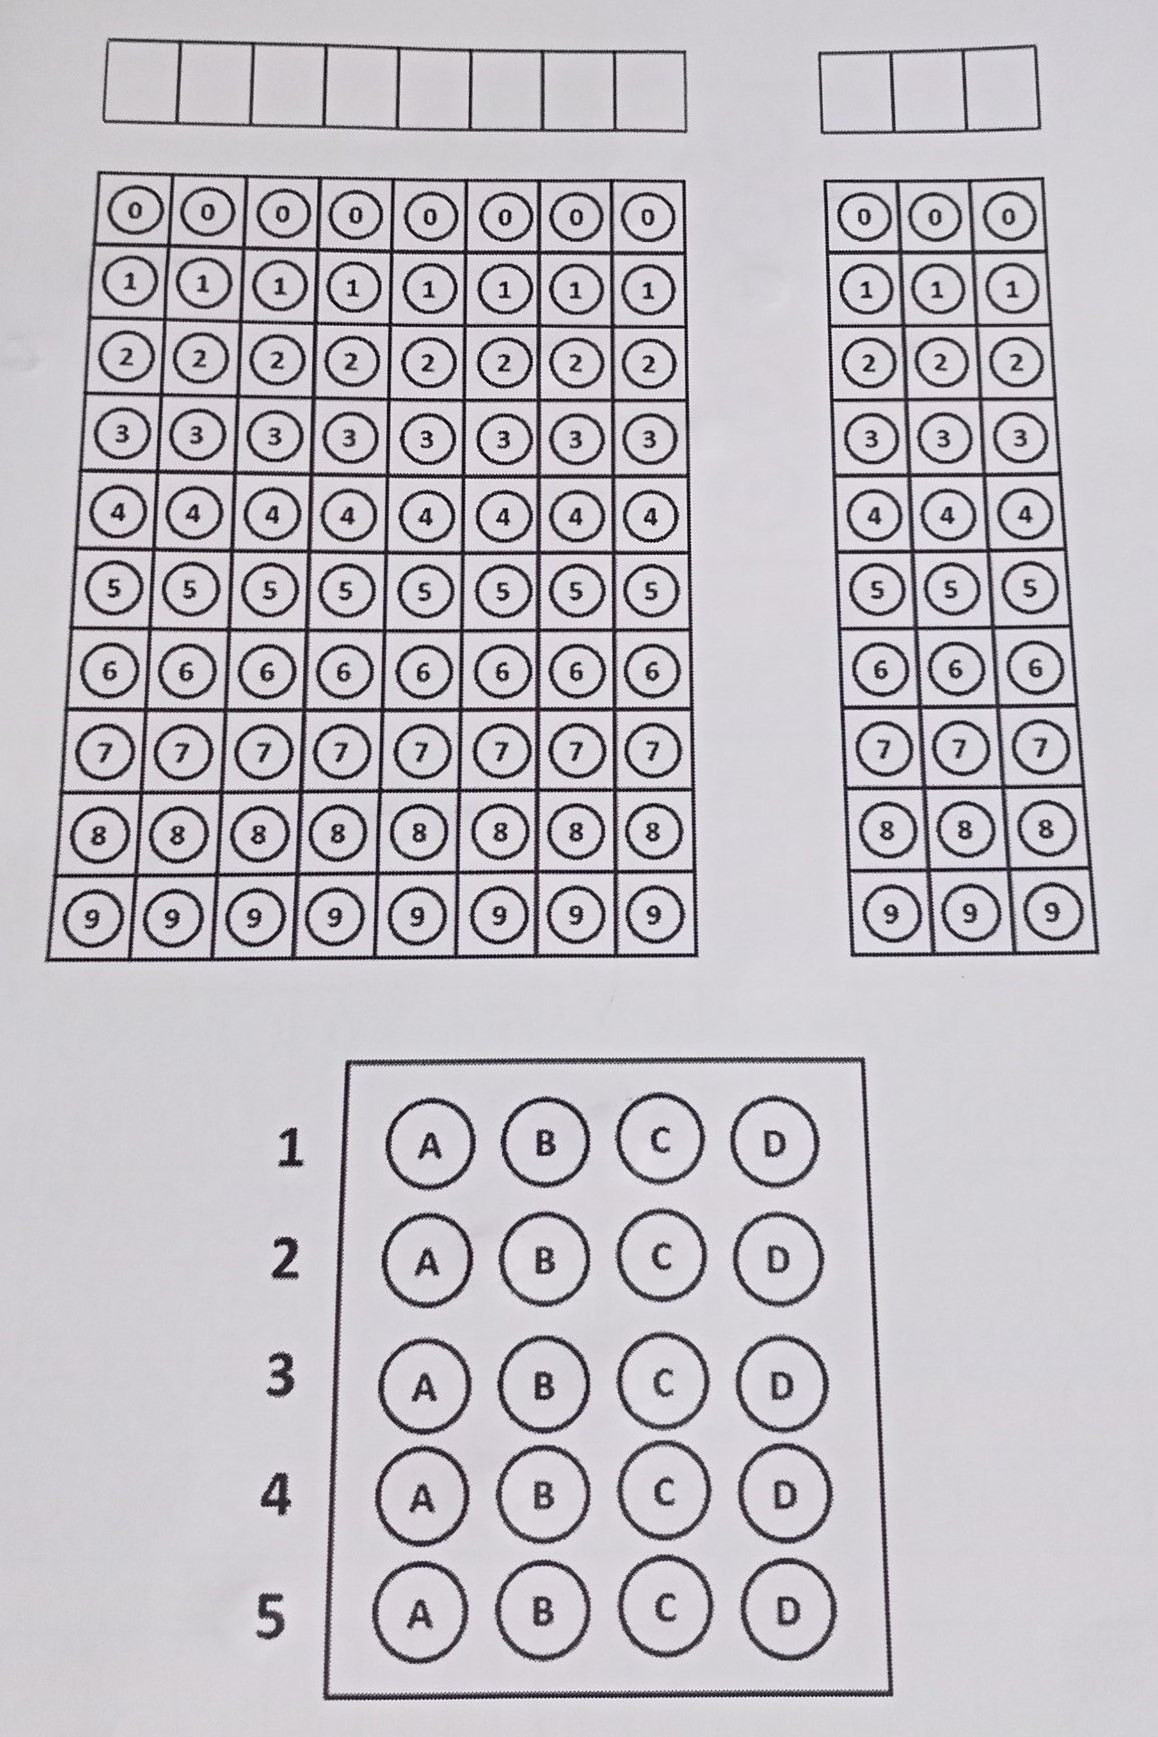 0 0 0 0 0 0 0 0 0 0 0
1 1 1 1 1 1 1 1 1 1 1
2 2 2 2 2 2 2 2 2 2 2
3 3 3 3 3 3 3 3 3 3 3
4 4 4 4 4 4 4 4 4 4 4
5 5 5 5 5 5 5 5 5 5 5
6 6 6 6 6 6 6 6 6 6 6
7 7 7 7 7 7 7 7 7 7 7
8 8 8 8 8 8 8 8 8 8 8
9 9 9 9 9 9 9 9 9 9 9
1 A B C D
2 A B C D
3 A B C D
4 A B C D
5 A B C D